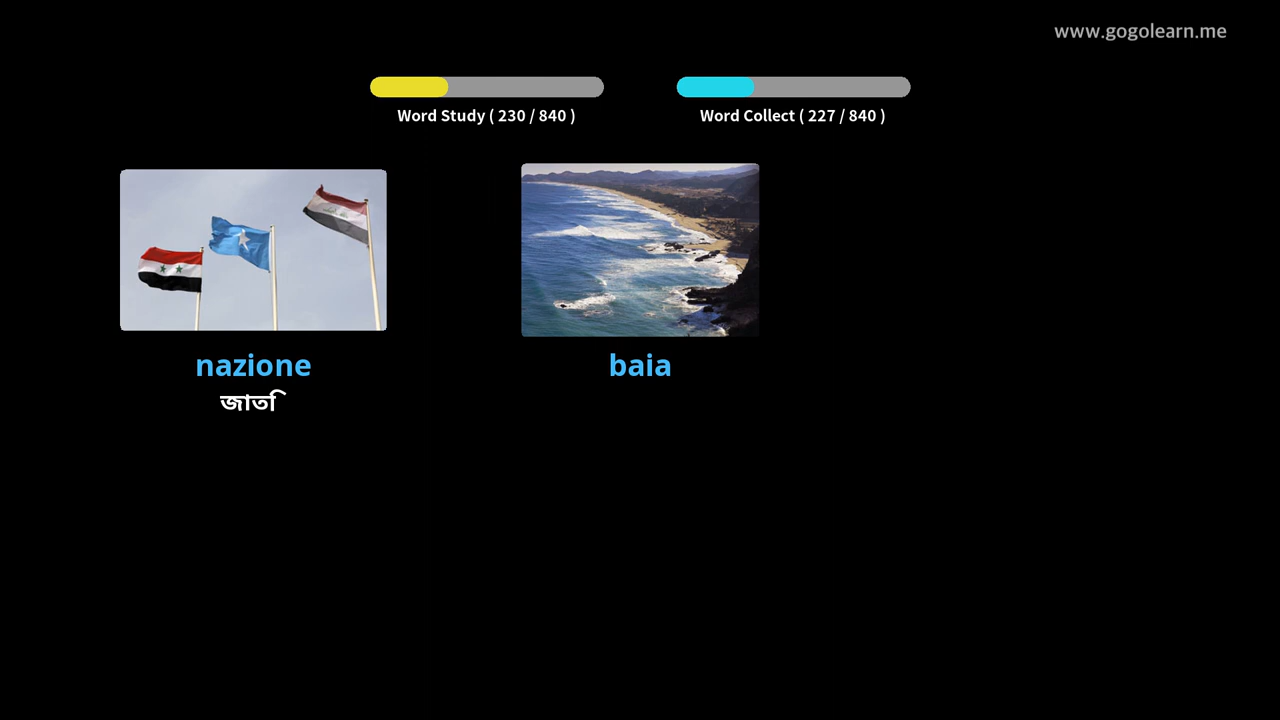 www.gogolearn.me
Word Study ( 230 / 840 )
Word Collect ( 227 / 840 )
nazione
baia
জাতি